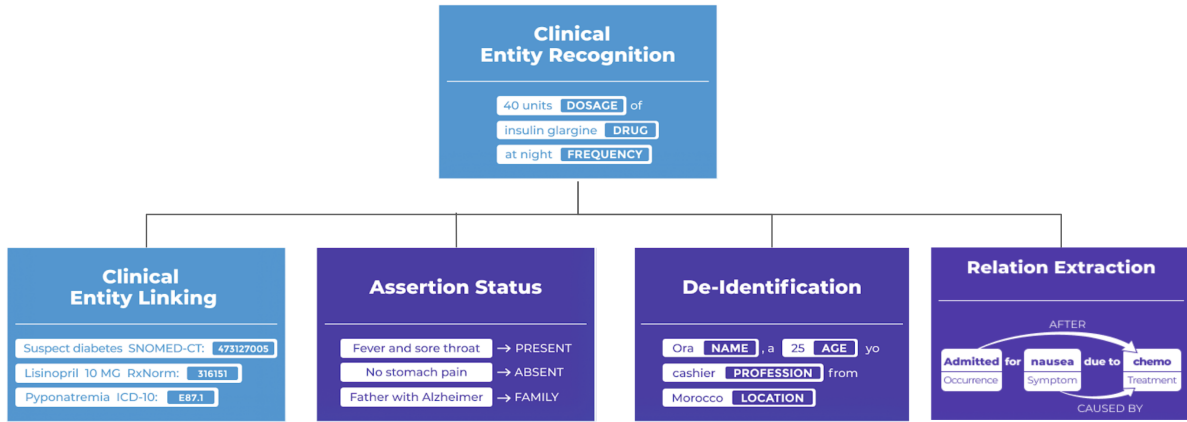 Clinical
Entity Recognition
40 units DOSAGE of
insulin glargine DRUG
at night FREQUENCY
Clinical
Entity Linking
Suspect diabetes SNOMED-CT: 473127005
Lisinopril 10 MG RxNorm: 316151
Pyponatremia ICD-10: E87.1
Assertion Status
Fever and sore throat → PRESENT
No stomach pain → ABSENT
Father with Alzheimer → FAMILY
De-Identification
Ora NAME , a 25 AGE yo
cashier PROFESSION from
Morocco LOCATION
Relation Extraction
AFTER
Admitted for nausea due to chemo
Occurrence Symptom Treatment
CAUSED BY